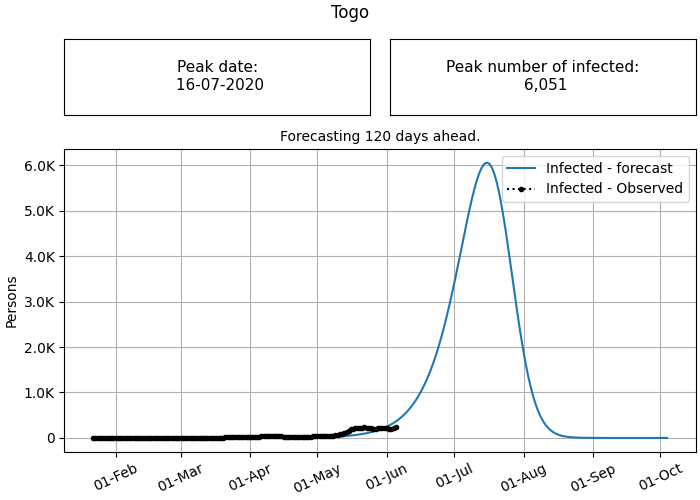 Togo
Peak date:
16-07-2020
Peak number of infected:
6,051
Forecasting 120 days ahead.
Infected - forecast
Infected - Observed
6.0K
5.0K
4.0K
3.0K
2.0K
1.0K
0
Persons
01-Feb
01-Mar
01-Apr
01-May
01-Jun
01-Jul
01-Aug
01-Sep
01-Oct